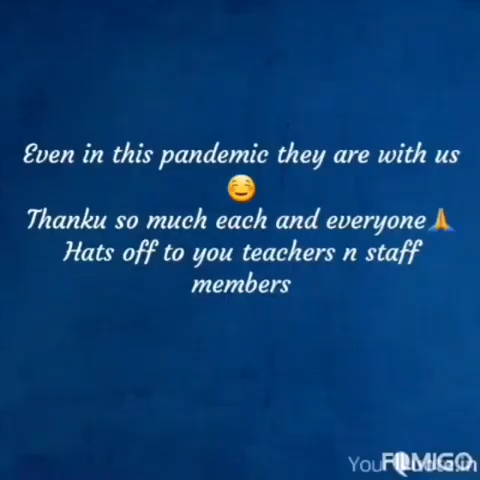 Even in this pandemic they are with us
😊
Thanku so much each and everyone🙏
Hats off to you teachers n staff
members
FILMIGO